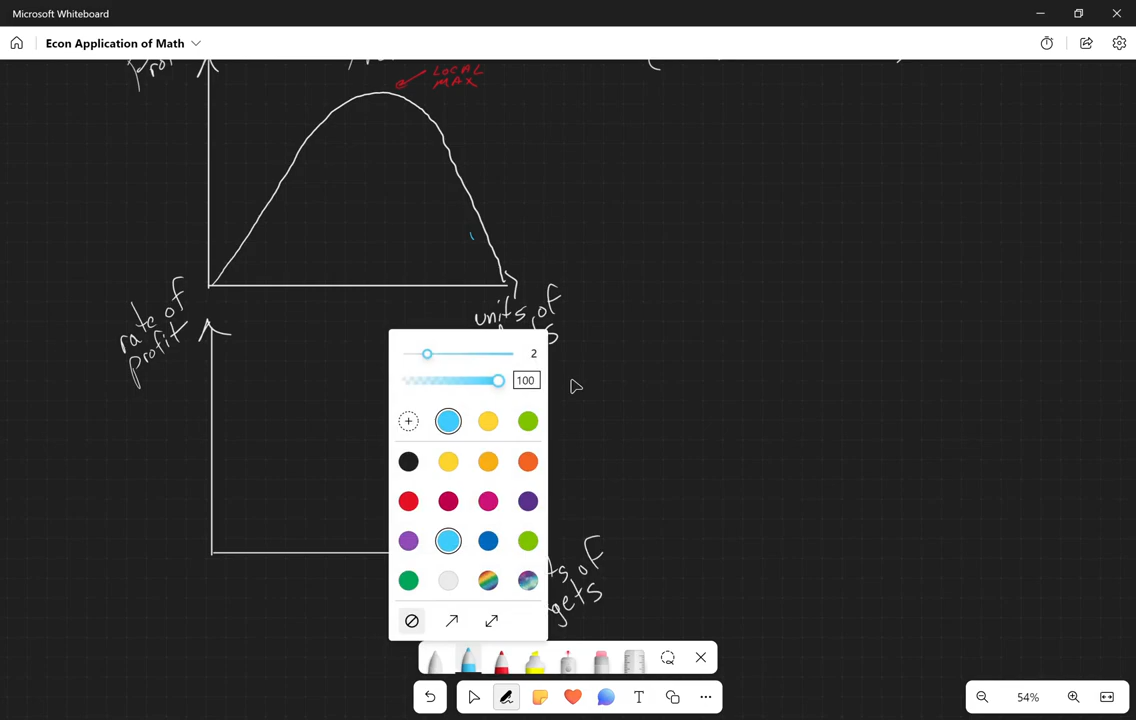 Microsoft Whiteboard
Econ Application of Math
LOCAL
MAX
rate of
profit
units of
2
100
54%